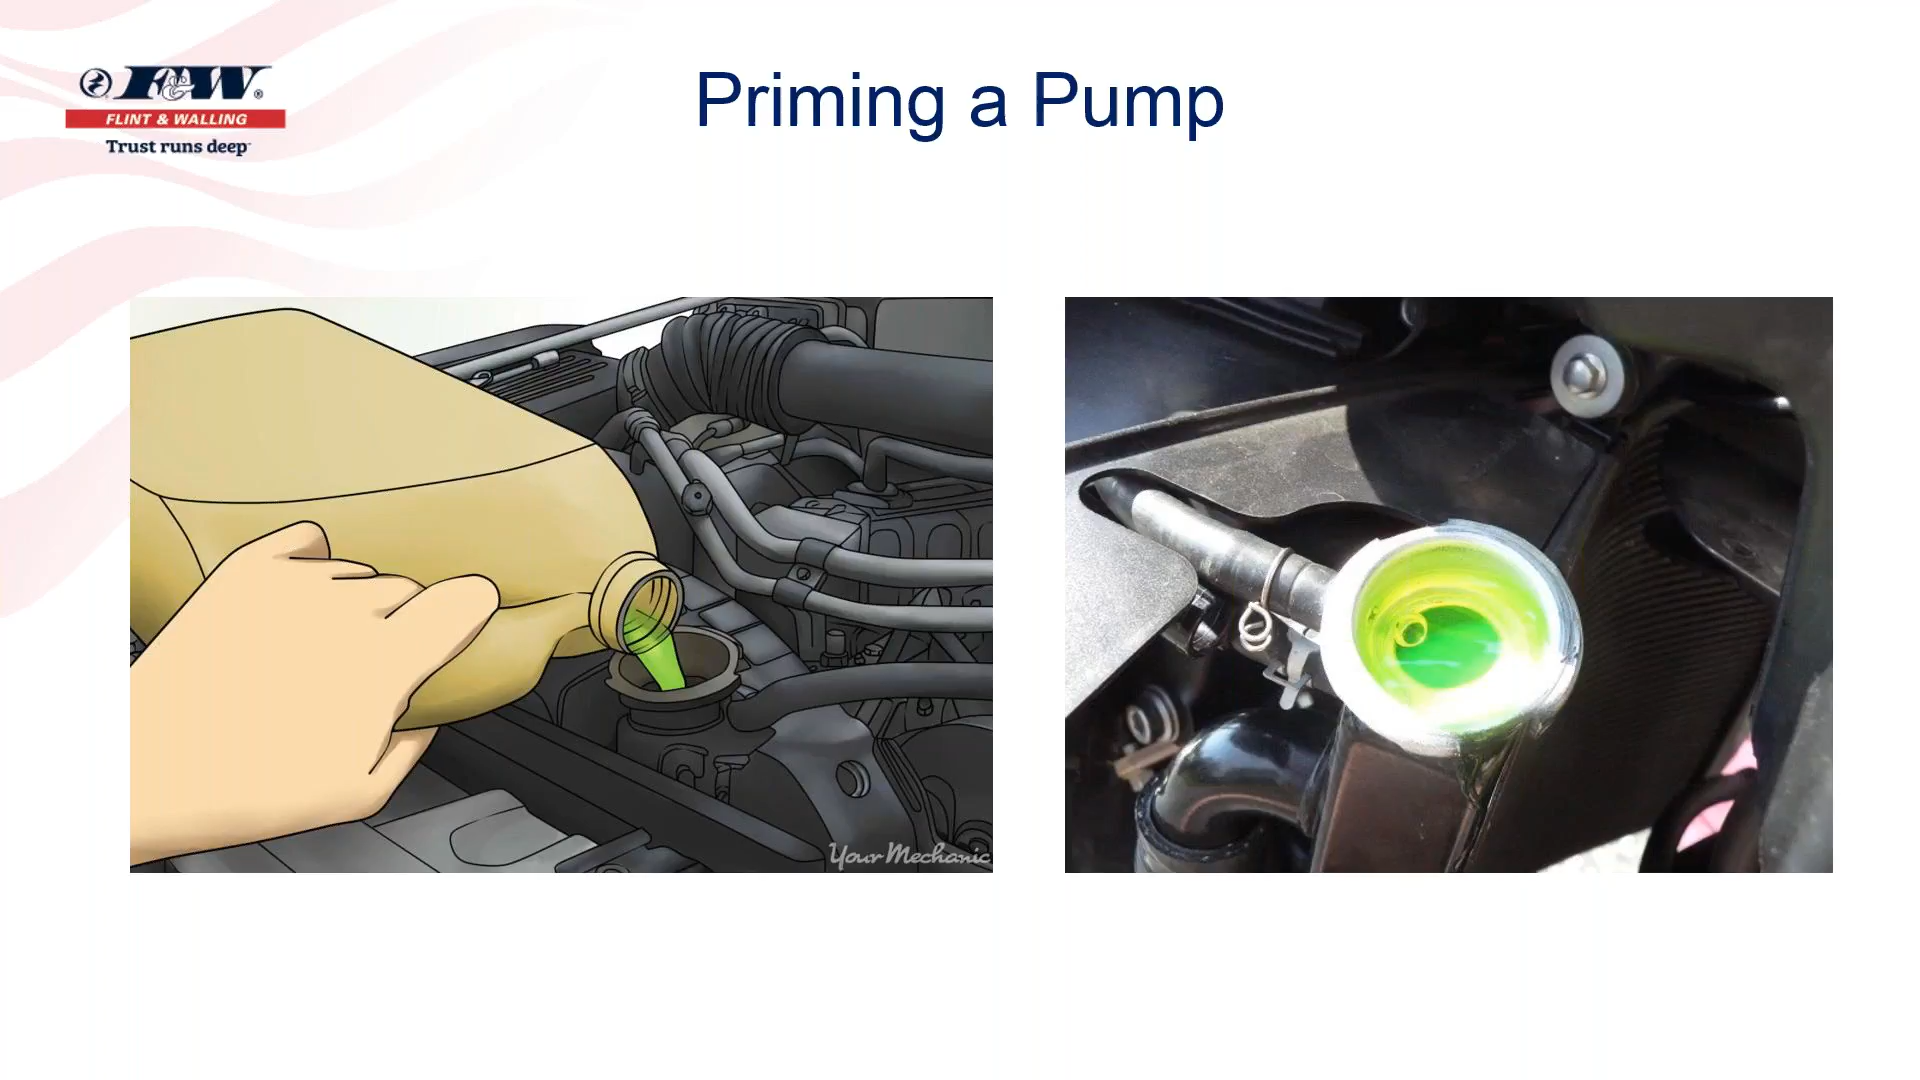 F&W®
FLINT & WALLING
Trust runs deep
Priming a Pump
YourMechanic